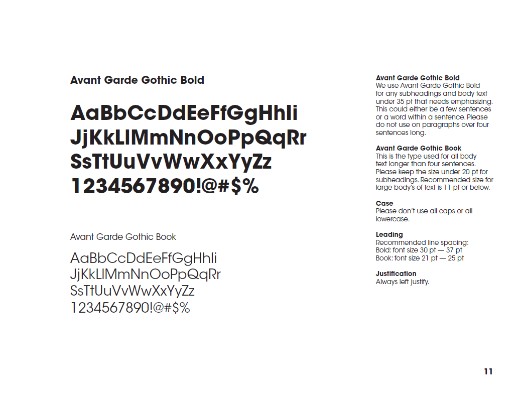 Avant Garde Gothic Bold
AaBbCcDdEeFfGgHhIi
JjKkLlMmNnOoPpQqRr
SsTtUuVvWwXxYyZz
1234567890!@#$%
Avant Garde Gothic Book
AaBbCcDdEeFfGgHhIi
JjKkLlMmNnOoPpQqRr
SsTtUuVvWwXxYyZz
1234567890!@#$%
Avant Garde Gothic Bold
We use Avant Garde Gothic Bold
for any subheadings and body text
under 35 pt that needs emphasizing.
This could either be a few sentences
or a word within a sentence. Please
do not use on paragraphs over four
sentences long.
Avant Garde Gothic Book
This is the type used for all body
text longer than four sentences.
Please keep the size under 20 pt for
subheadings. Recommended size for
large body's of text is 11 pt or below.
Case
Please don't use all caps or all
lowercase.
Leading
Recommended line spacing:
Bold: font size 30 pt — 37 pt
Book: font size 21 pt — 25 pt
Justification
Always left justify.
11